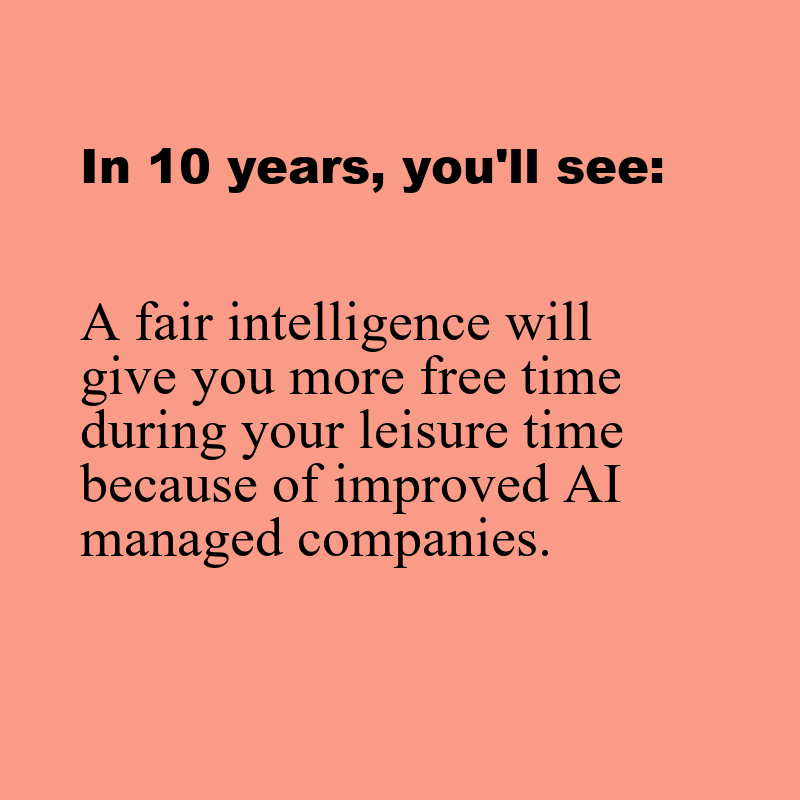 In 10 years, you'll see:
A fair intelligence will
give you more free time
during your leisure time
because of improved AI
managed companies.